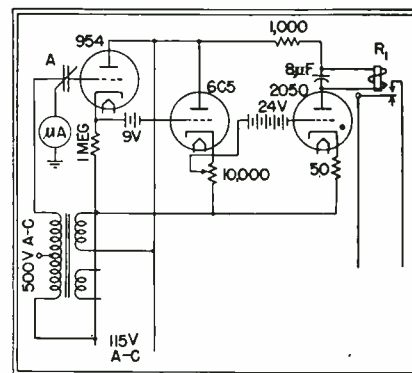 954
A
1,000
R1
8µF
6C5
2050
24V
µA
1 MEG
9V
10,000
50
500V A-C
115V
A-C